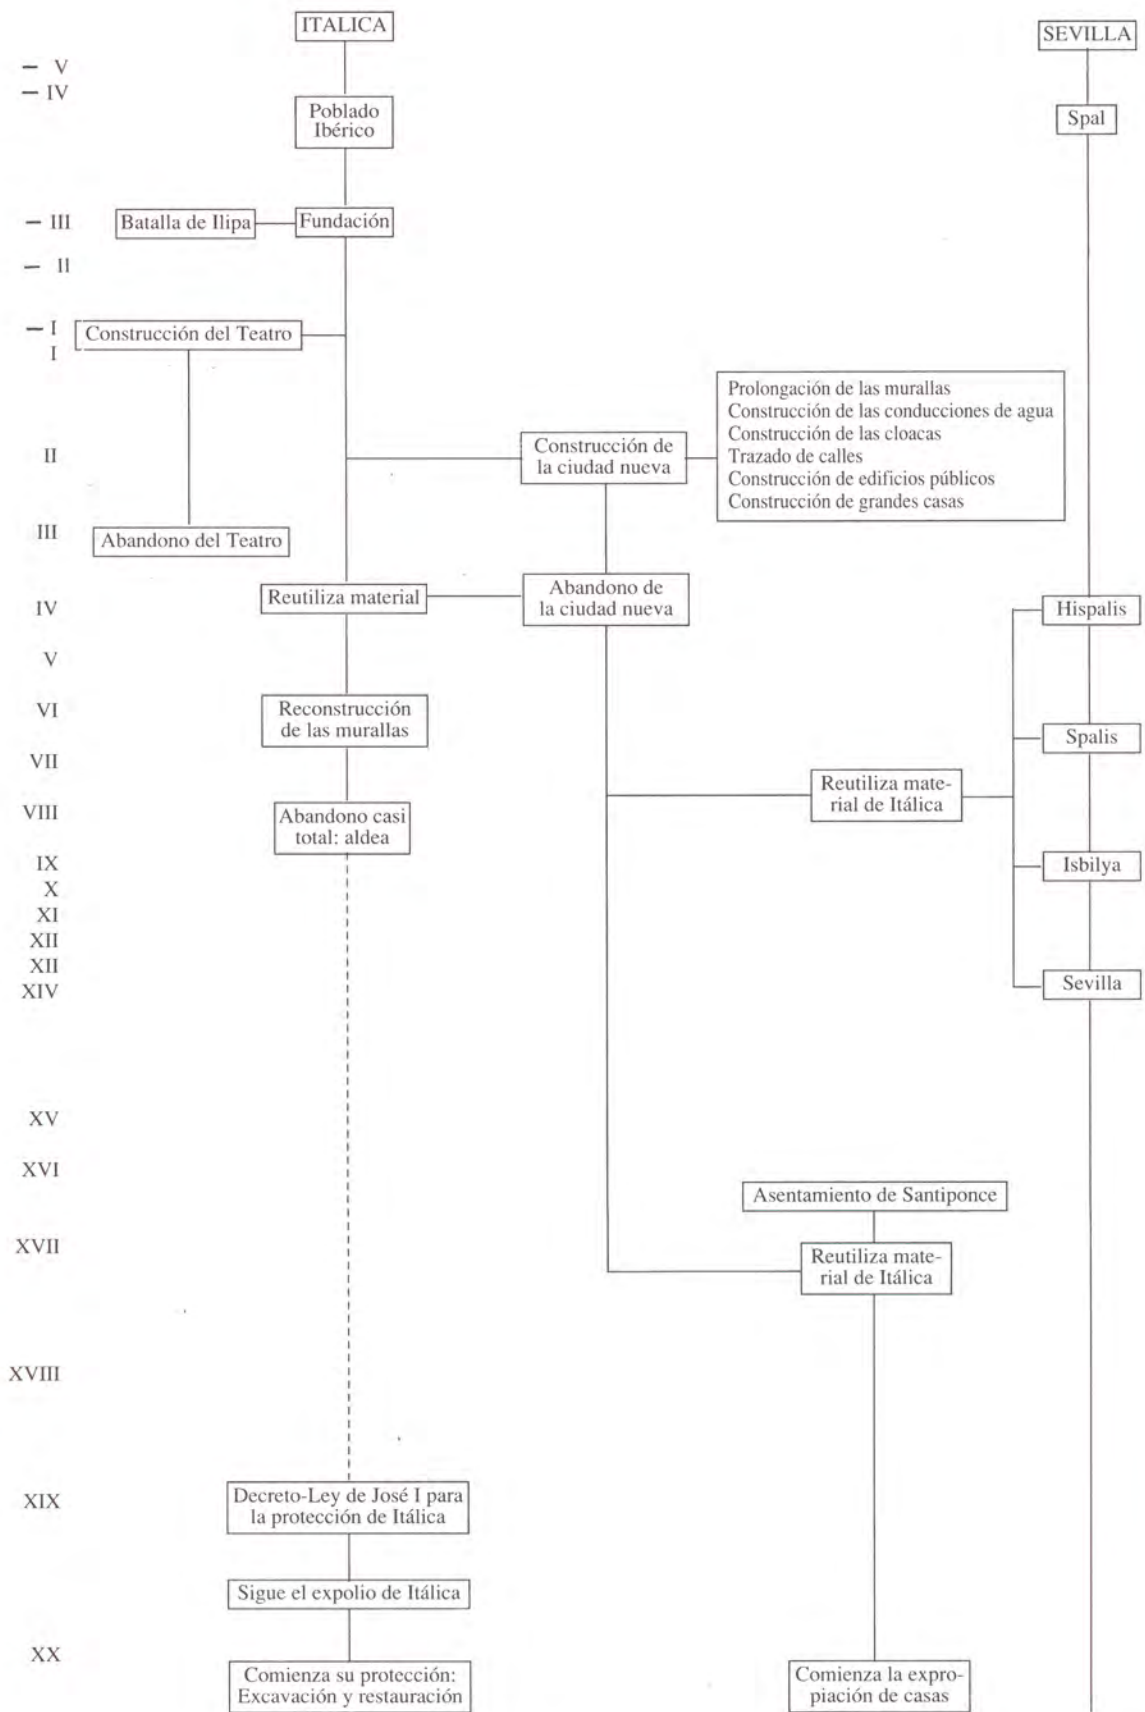 ITALICA
SEVILLA
– V
– IV
Poblado
Ibérico
Spal
– III
Batalla de Ilipa
Fundación
– II
– I
Construcción del Teatro
I
Prolongación de las murallas
Construcción de las conducciones de agua
Construcción de las cloacas
Trazado de calles
Construcción de edificios públicos
Construcción de grandes casas
II
Construcción de
la ciudad nueva
III
Abandono del Teatro
IV
Reutiliza material
Abandono de
la ciudad nueva
Hispalis
V
VI
Reconstrucción
de las murallas
Spalis
VII
Reutiliza mate-
rial de Itálica
VIII
Abandono casi
total: aldea
IX
Isbilya
X
XI
XII
XII
XIV
Sevilla
XV
XVI
Asentamiento de Santiponce
XVII
Reutiliza mate-
rial de Itálica
XVIII
XIX
Decreto-Ley de José I para
la protección de Itálica
Sigue el expolio de Itálica
XX
Comienza su protección:
Excavación y restauración
Comienza la expro-
piación de casas